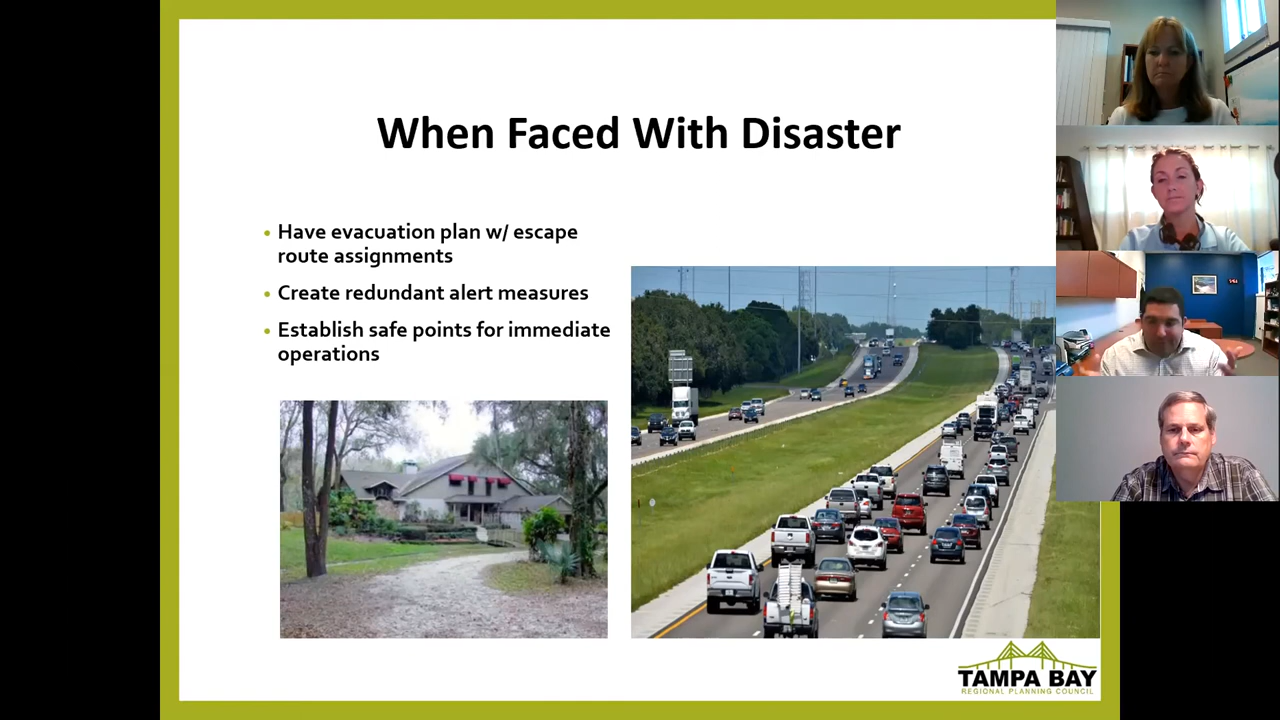 When Faced With Disaster
• Have evacuation plan w/ escape
route assignments
• Create redundant alert measures
• Establish safe points for immediate
operations
TAMPA BAY
REGIONAL PLANNING COUNCIL